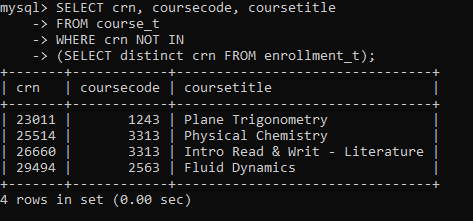 mysql> SELECT crn, coursecode, coursetitle
    -> FROM course_t
    -> WHERE crn NOT IN
    -> (SELECT distinct crn FROM enrollment_t);
+-------+------------+------------------------------+
| crn   | coursecode | coursetitle                  |
+-------+------------+------------------------------+
| 23011 |       1243 | Plane Trigonometry           |
| 25514 |       3313 | Physical Chemistry           |
| 26660 |       3313 | Intro Read & Writ - Literature |
| 29494 |       2563 | Fluid Dynamics               |
+-------+------------+------------------------------+
4 rows in set (0.00 sec)